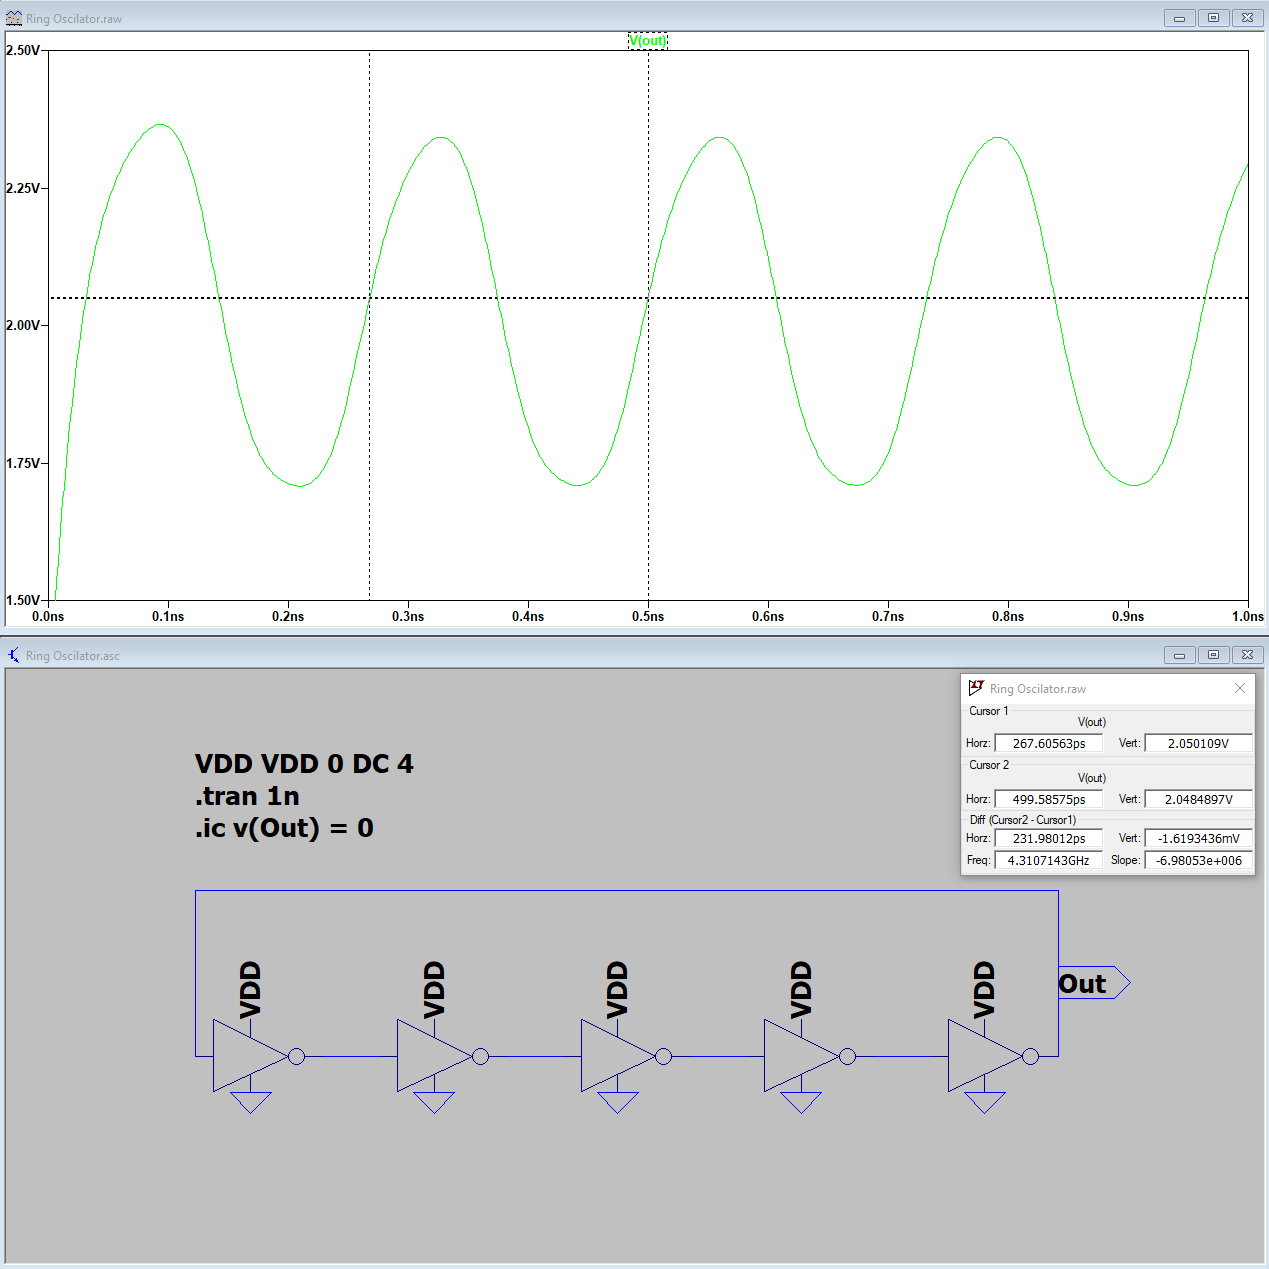 Ring Oscilator.raw
V(out)
2.50V
2.25V
2.00V
1.75V
1.50V
0.0ns 0.1ns 0.2ns 0.3ns 0.4ns 0.5ns 0.6ns 0.7ns 0.8ns 0.9ns 1.0ns
Ring Oscilator.asc
VDD VDD 0 DC 4
.tran 1n
.ic v(Out) = 0
Ring Oscilator.raw
Cursor 1
V(out)
Horz: 267.60563ps Vert: 2.050109V
Cursor 2
V(out)
Horz: 499.58575ps Vert: 2.0484897V
Diff (Cursor2 - Cursor1)
Horz: 231.98012ps Vert: -1.6193436mV
Freq: 4.3107143GHz Slope: -6.98053e+006
VDD VDD VDD VDD VDD
Out